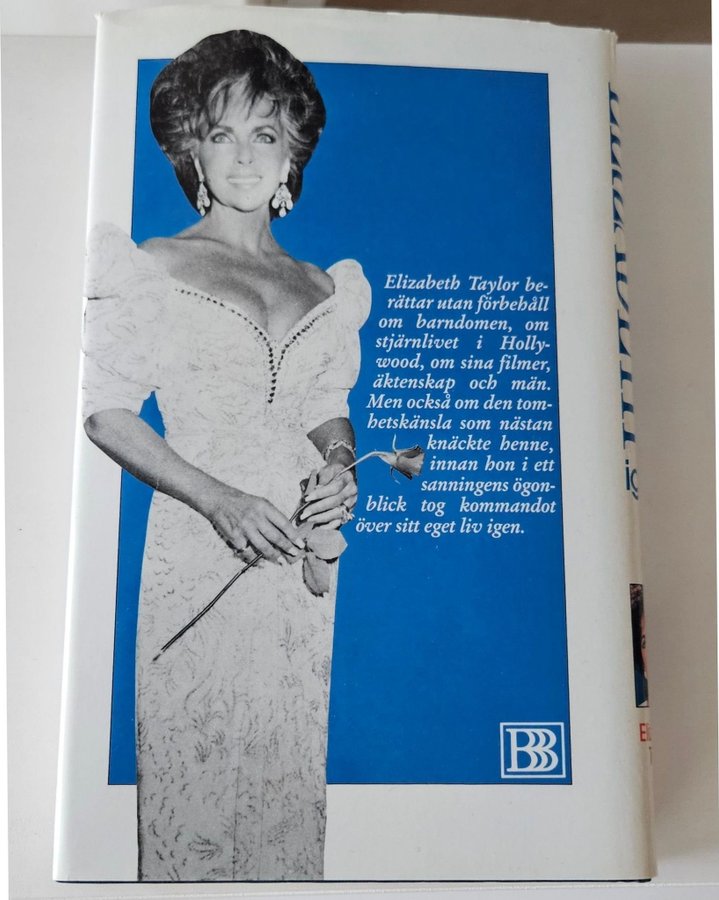 Elizabeth Taylor be-
rättar utan förbehåll
om barndomen, om
stjärnlivet i Holly-
wood, om sina filmer,
äktenskap och män.
Men också om den tom-
hetskänsla som nästan
knäckte henne,
innan hon i ett
sanningens ögon-
blick tog kommandot
över sitt eget liv igen.
BBB